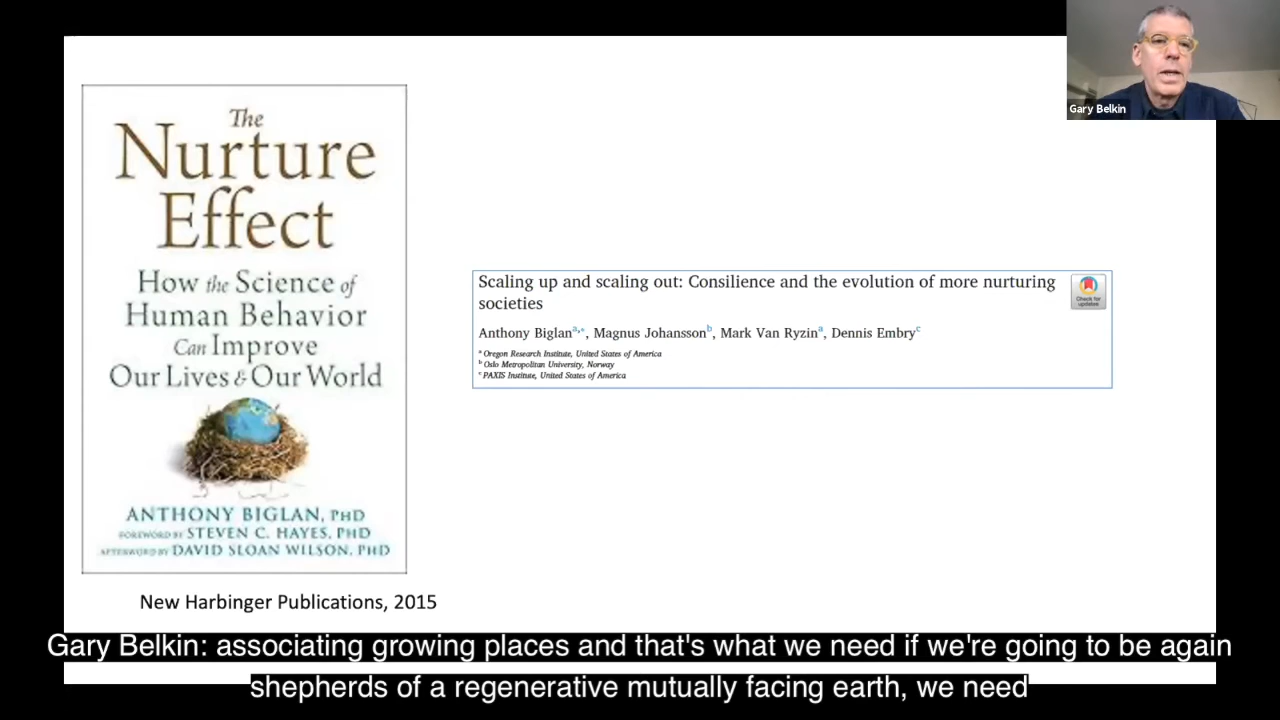 The
Nurture
Effect
How the Science of
Human Behavior
Can Improve
Our Lives & Our World
ANTHONY BIGLAN, PHD
FOREWORD BY STEVEN C. HAYES, PHD
AFTERWORD BY DAVID SLOAN WILSON, PHD
New Harbinger Publications, 2015
Scaling up and scaling out: Consilience and the evolution of more nurturing
societies
Check for
updates
Anthony Biglan a,*, Magnus Johansson b, Mark Van Ryzin a, Dennis Embry c
a Oregon Research Institute, United States of America
b Oslo Metropolitan University, Norway
c PAXIS Institute, United States of America
Gary Belkin
Gary Belkin: associating growing places and that's what we need if we're going to be again
shepherds of a regenerative mutually facing earth, we need